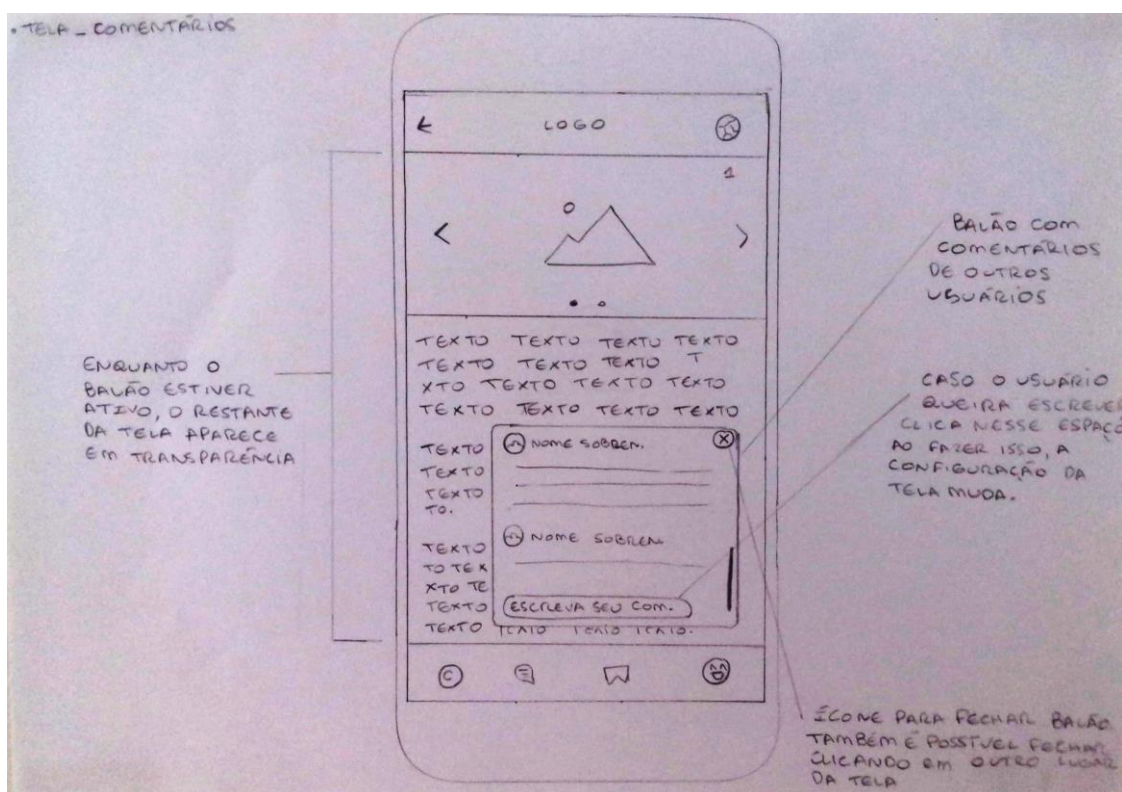 • TELA _ COMENTÁRIOS
LOGO
1
TEXTO TEXTO TEXTO TEXTO
TEXTO TEXTO TEXTO T
XTO TEXTO TEXTO TEXTO
TEXTO TEXTO TEXTO TEXTO
TEXTO
TEXTO
TEXTO
TO.
TEXTO
TO TEX
XTO TE
TEXTO
TEXTO TEXTO TEXTO TEXTO.
NOME SOBREN.
NOME SOBREN.
ESCREVA SEU COM.
C
ENQUANTO O
BALÃO ESTIVER
ATIVO, O RESTANTE
DA TELA APARECE
EM TRANSPARÊNCIA
BALÃO COM
COMENTÁRIOS
DE OUTROS
USUÁRIOS
CASO O USUÁRIO
QUEIRA ESCREVER
CLICA NESSE ESPAÇO
AO FAZER ISSO, A
CONFIGURAÇÃO DA
TELA MUDA.
ÍCONE PARA FECHAR BALÃO
TAMBÉM É POSSÍVEL FECHAR
CLICANDO EM OUTRO LUGAR
DA TELA